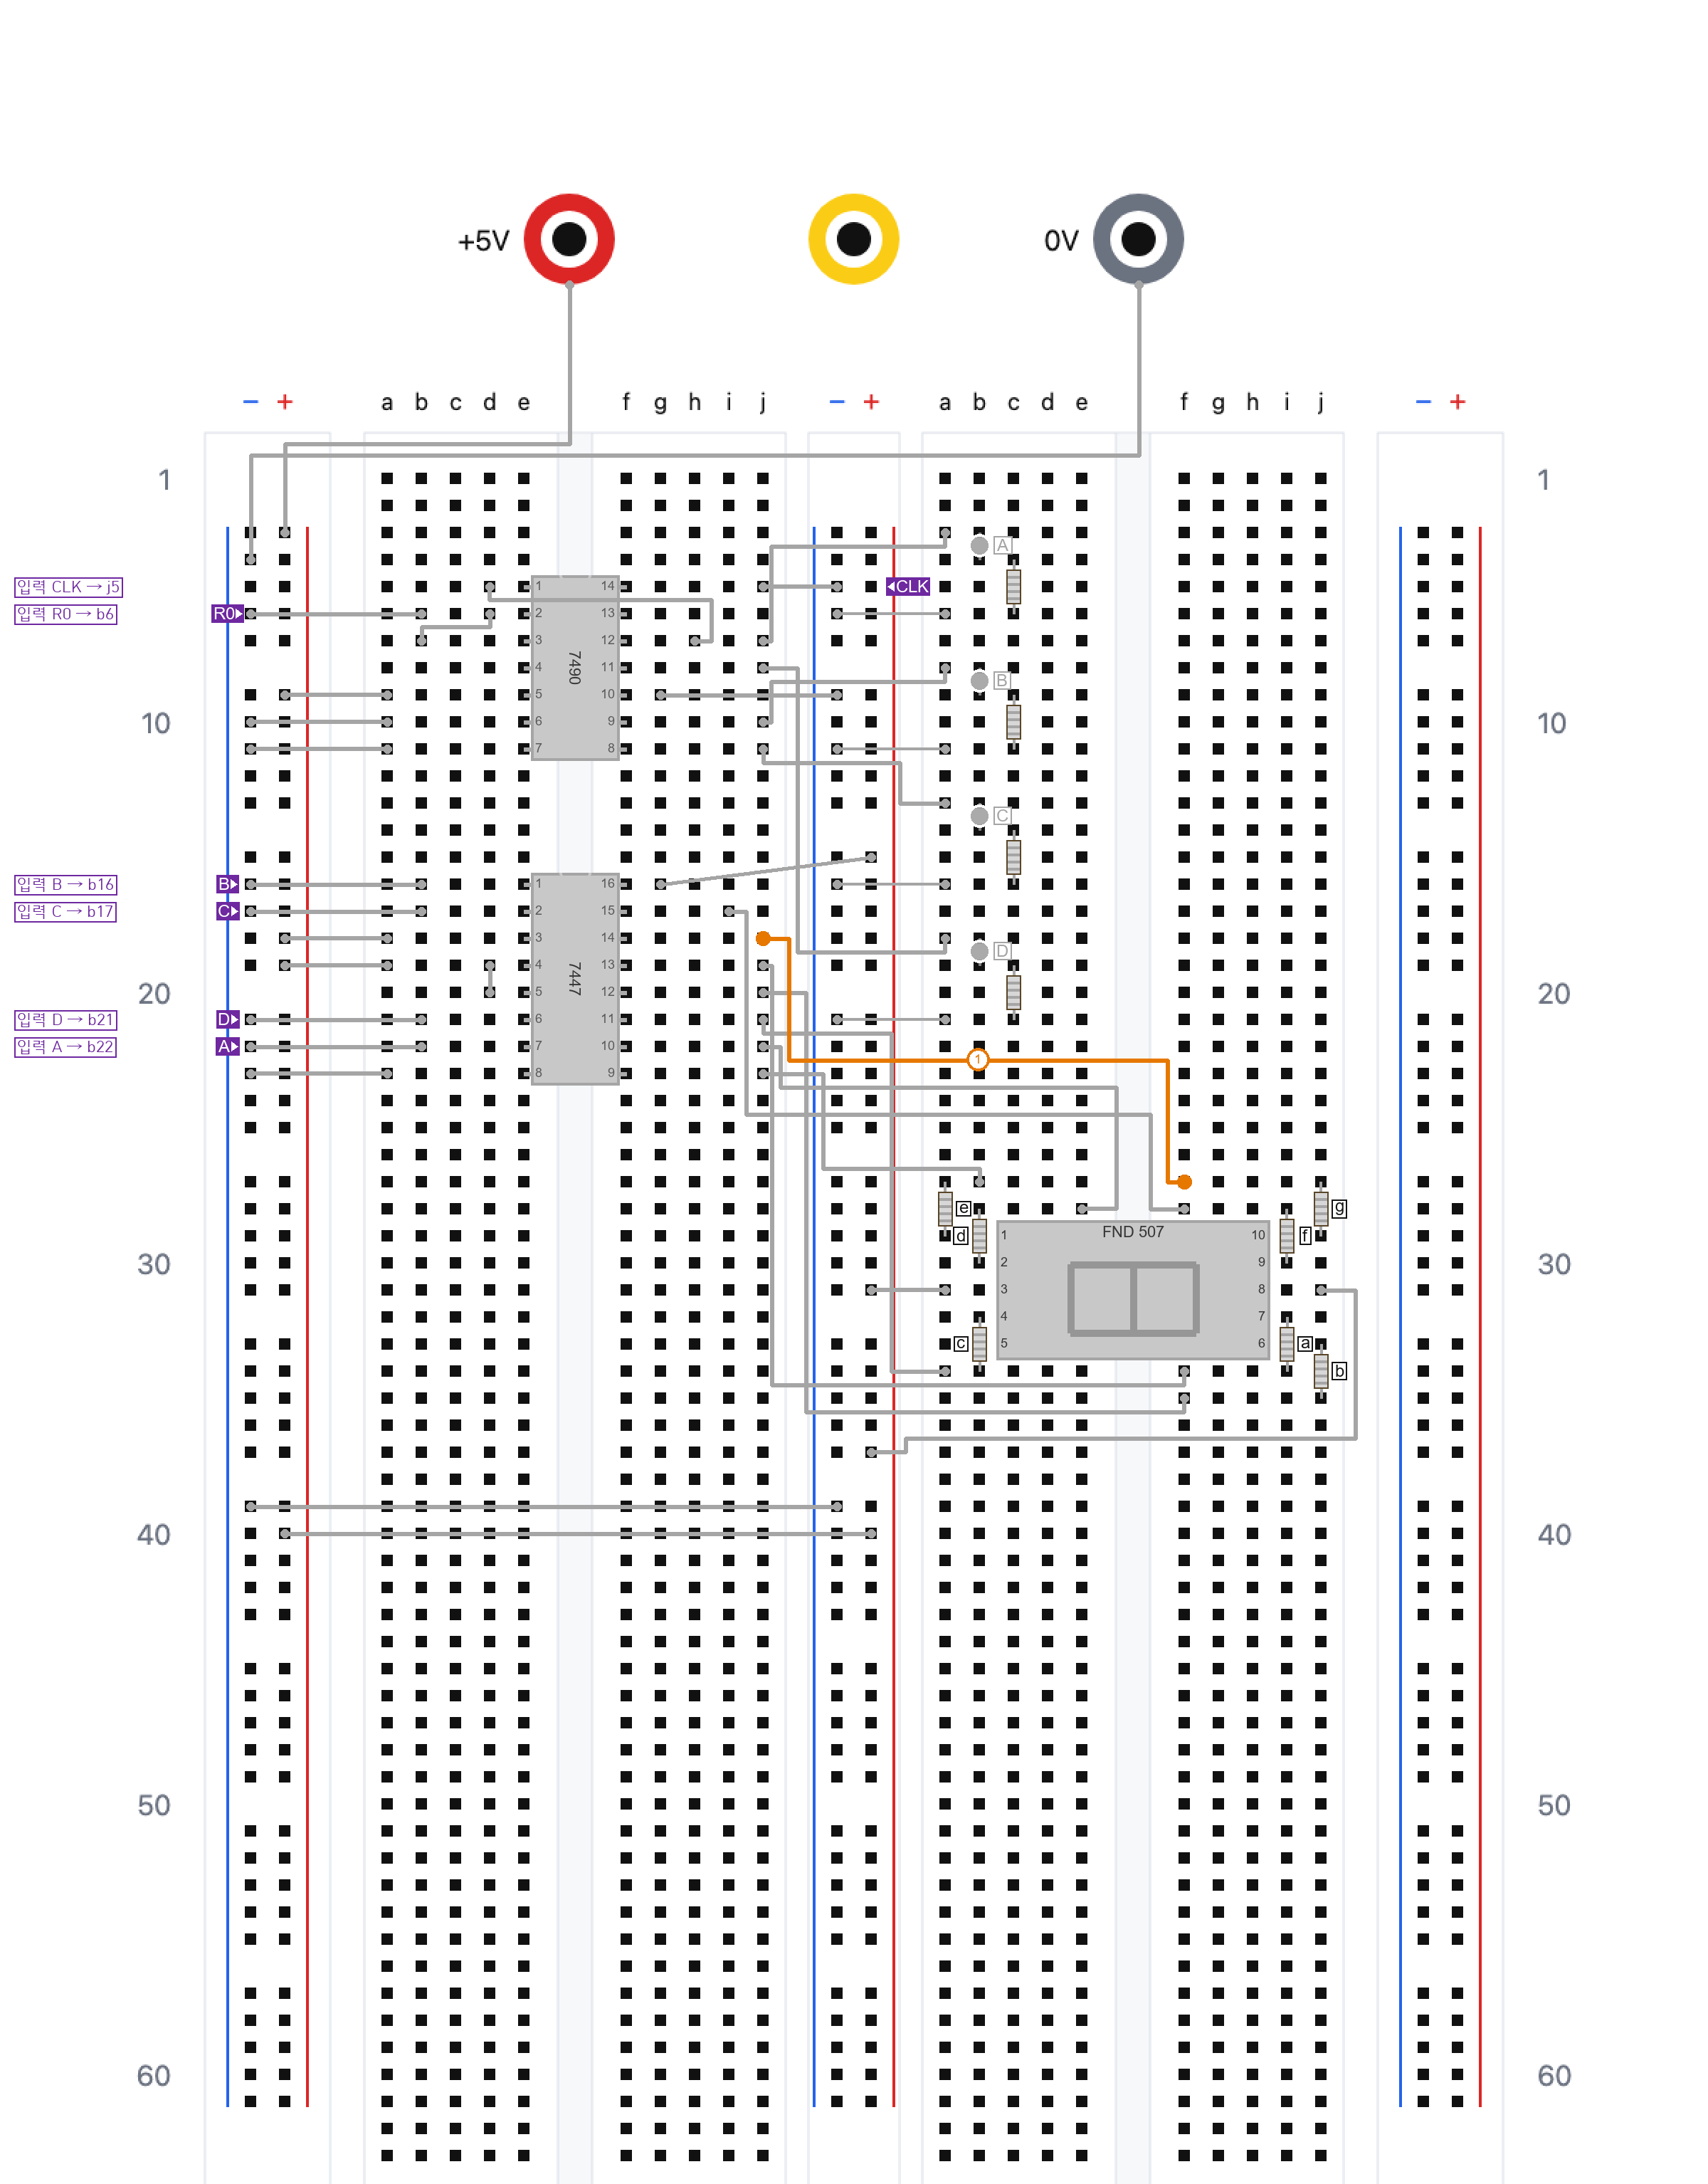 +5V 0V
− + a b c d e f g h i j − + a b c d e f g h i j − +
1 1
A
입력 CLK → j5 1 14 CLK
입력 R0 → b6 R0 2 13
3 12
4 11
7490
B
5 10
10 6 9 10
7 8
C
입력 B → b16 B 1 16
입력 C → b17 C 2 15
3 14
D
4 13
7447
20 5 12 20
입력 D → b21 D 6 11
입력 A → b22 A 7 10
1
8 9
e g
d 1 FND 507 10 f
30 2 9 30
3 8
4 7
c 5 6 a
b
40 40
50 50
60 60